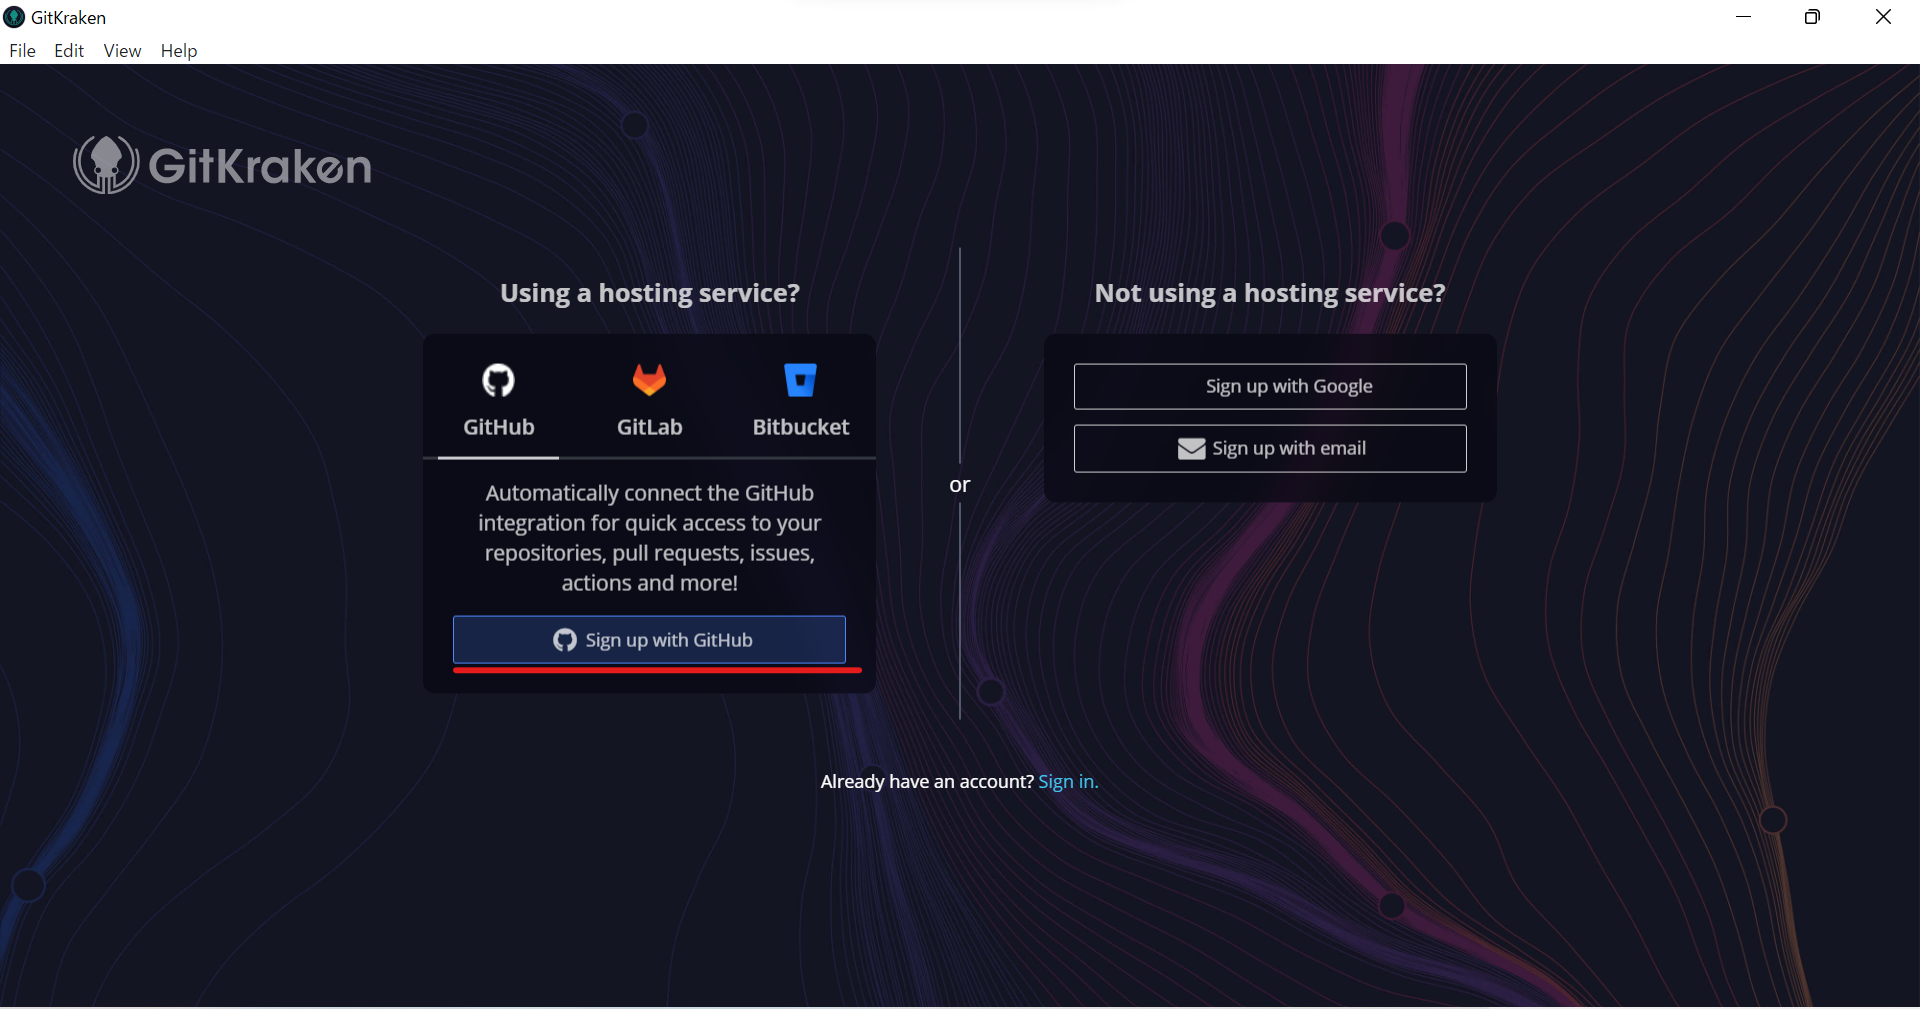 GitKraken
File Edit View Help
GitKraken
Using a hosting service?
GitHub GitLab Bitbucket
Automatically connect the GitHub
integration for quick access to your
repositories, pull requests, issues,
actions and more!
Sign up with GitHub
or
Not using a hosting service?
Sign up with Google
Sign up with email
Already have an account? Sign in.